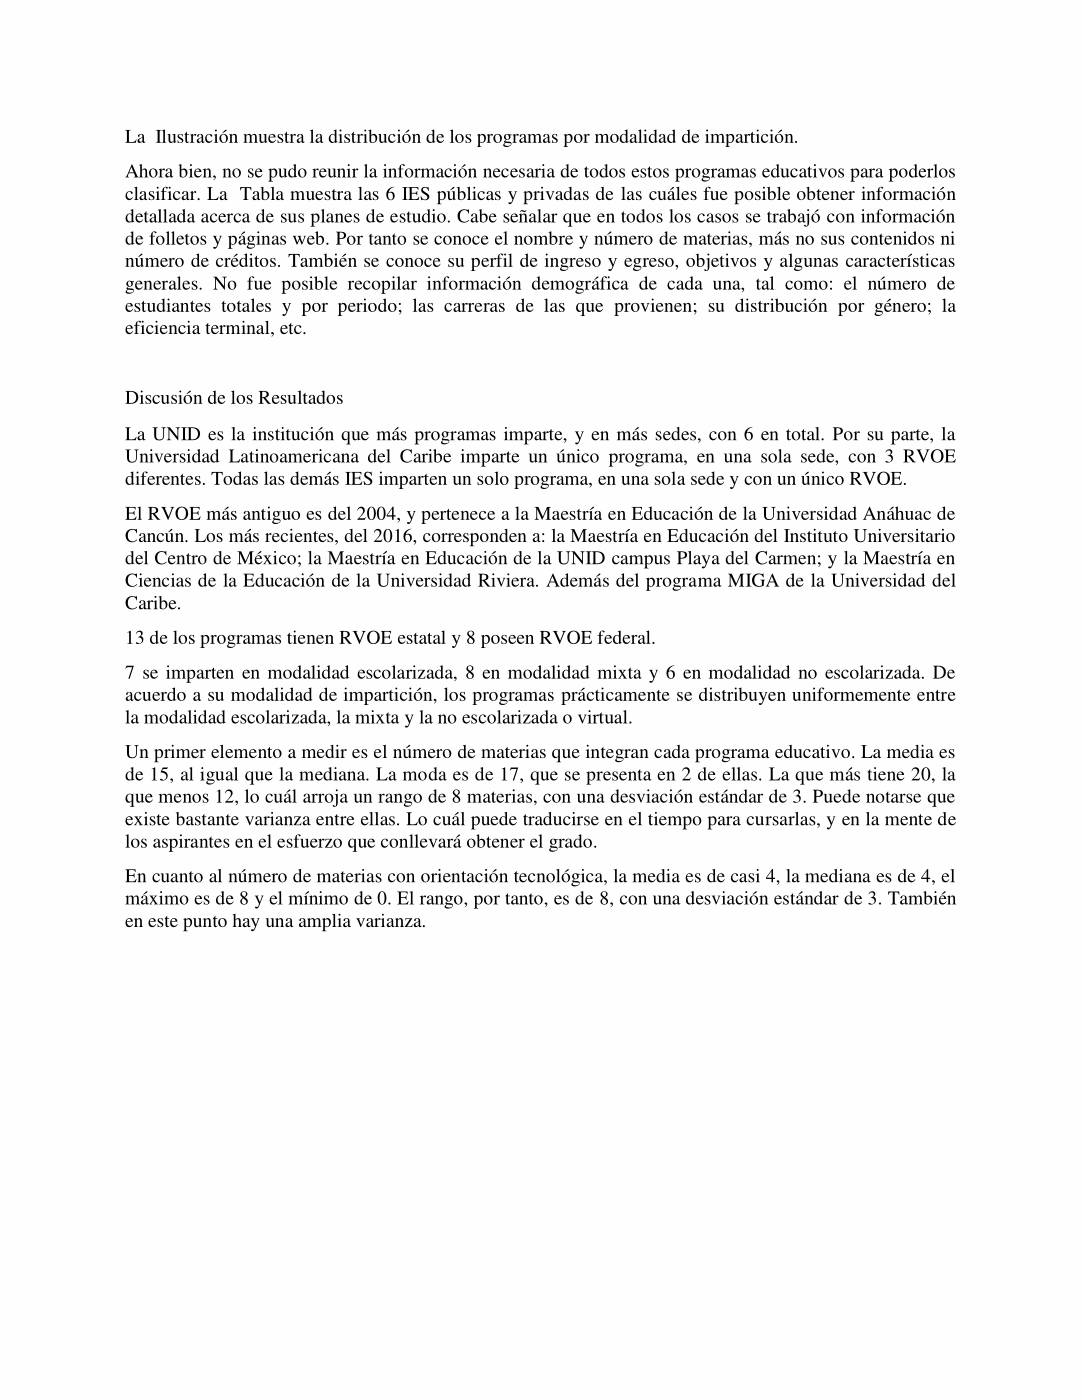 La  Ilustración muestra la distribución de los programas por modalidad de impartición.
Ahora bien, no se pudo reunir la información necesaria de todos estos programas educativos para poderlos
clasificar. La  Tabla muestra las 6 IES públicas y privadas de las cuáles fue posible obtener información
detallada acerca de sus planes de estudio. Cabe señalar que en todos los casos se trabajó con información
de folletos y páginas web. Por tanto se conoce el nombre y número de materias, más no sus contenidos ni
número de créditos. También se conoce su perfil de ingreso y egreso, objetivos y algunas características
generales. No fue posible recopilar información demográfica de cada una, tal como: el número de
estudiantes totales y por periodo; las carreras de las que provienen; su distribución por género; la
eficiencia terminal, etc.
Discusión de los Resultados
La UNID es la institución que más programas imparte, y en más sedes, con 6 en total. Por su parte, la
Universidad Latinoamericana del Caribe imparte un único programa, en una sola sede, con 3 RVOE
diferentes. Todas las demás IES imparten un solo programa, en una sola sede y con un único RVOE.
El RVOE más antiguo es del 2004, y pertenece a la Maestría en Educación de la Universidad Anáhuac de
Cancún. Los más recientes, del 2016, corresponden a: la Maestría en Educación del Instituto Universitario
del Centro de México; la Maestría en Educación de la UNID campus Playa del Carmen; y la Maestría en
Ciencias de la Educación de la Universidad Riviera. Además del programa MIGA de la Universidad del
Caribe.
13 de los programas tienen RVOE estatal y 8 poseen RVOE federal.
7 se imparten en modalidad escolarizada, 8 en modalidad mixta y 6 en modalidad no escolarizada. De
acuerdo a su modalidad de impartición, los programas prácticamente se distribuyen uniformemente entre
la modalidad escolarizada, la mixta y la no escolarizada o virtual.
Un primer elemento a medir es el número de materias que integran cada programa educativo. La media es
de 15, al igual que la mediana. La moda es de 17, que se presenta en 2 de ellas. La que más tiene 20, la
que menos 12, lo cuál arroja un rango de 8 materias, con una desviación estándar de 3. Puede notarse que
existe bastante varianza entre ellas. Lo cuál puede traducirse en el tiempo para cursarlas, y en la mente de
los aspirantes en el esfuerzo que conllevará obtener el grado.
En cuanto al número de materias con orientación tecnológica, la media es de casi 4, la mediana es de 4, el
máximo es de 8 y el mínimo de 0. El rango, por tanto, es de 8, con una desviación estándar de 3. También
en este punto hay una amplia varianza.